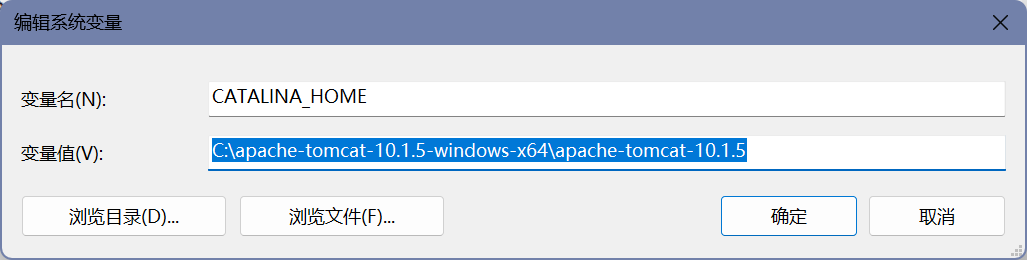 编辑系统变量
变量名(N):
CATALINA_HOME
变量值(V):
C:\apache-tomcat-10.1.5-windows-x64\apache-tomcat-10.1.5
浏览目录(D)... 浏览文件(F)... 确定 取消